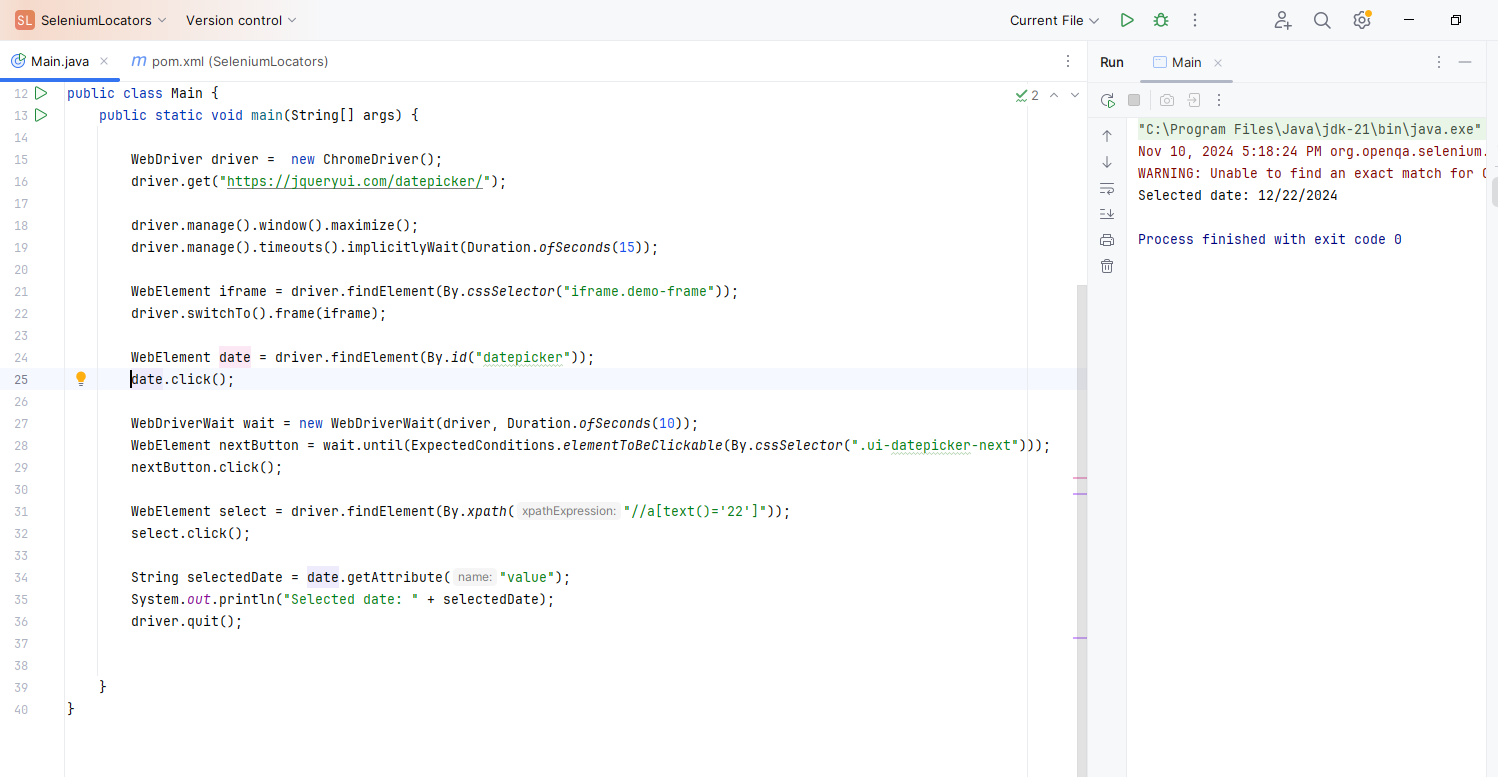 SL SeleniumLocators Version control Current File
Main.java m pom.xml (SeleniumLocators) Run Main
2
12 public class Main {
13 public static void main(String[] args) {
14
15 WebDriver driver =  new ChromeDriver();
16 driver.get("https://jqueryui.com/datepicker/");
17
18 driver.manage().window().maximize();
19 driver.manage().timeouts().implicitlyWait(Duration.ofSeconds(15));
20
21 WebElement iframe = driver.findElement(By.cssSelector("iframe.demo-frame"));
22 driver.switchTo().frame(iframe);
23
24 WebElement date = driver.findElement(By.id("datepicker"));
25 date.click();
26
27 WebDriverWait wait = new WebDriverWait(driver, Duration.ofSeconds(10));
28 WebElement nextButton = wait.until(ExpectedConditions.elementToBeClickable(By.cssSelector(".ui-datepicker-next")));
29 nextButton.click();
30
31 WebElement select = driver.findElement(By.xpath( xpathExpression: "//a[text()='22']"));
32 select.click();
33
34 String selectedDate = date.getAttribute( name: "value");
35 System.out.println("Selected date: " + selectedDate);
36 driver.quit();
37
38
39 }
40 }
"C:\Program Files\Java\jdk-21\bin\java.exe"
Nov 10, 2024 5:18:24 PM org.openqa.selenium.
WARNING: Unable to find an exact match for
Selected date: 12/22/2024
Process finished with exit code 0